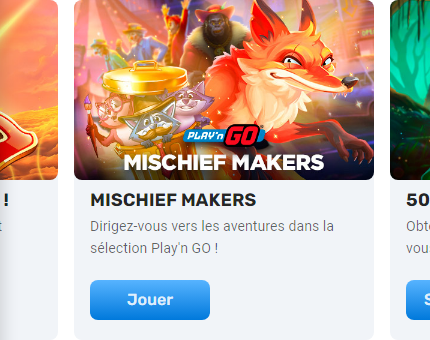 PLAY'n GO
MISCHIEF MAKERS
!
MISCHIEF MAKERS
50
Dirigez-vous vers les aventures dans la
sélection Play'n GO !
Jouer